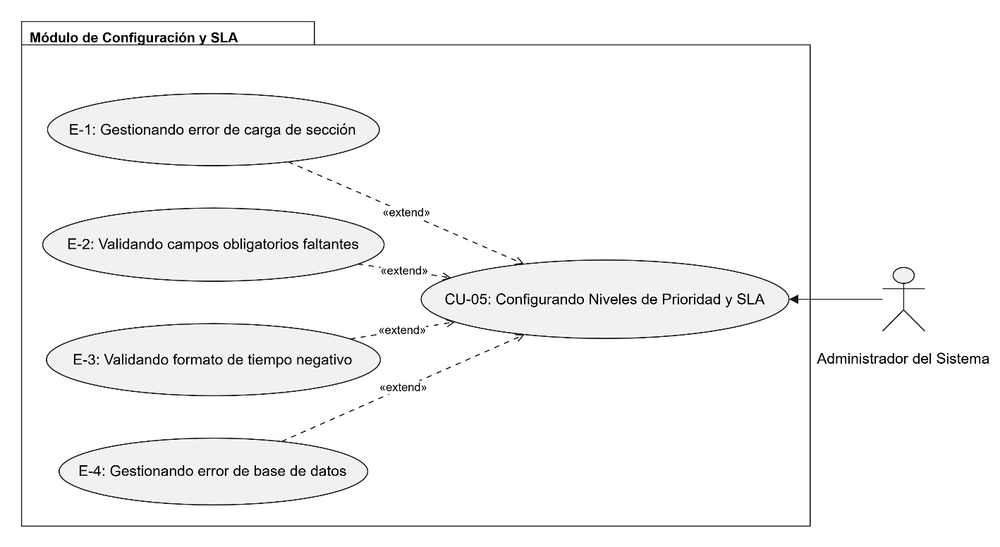 Módulo de Configuración y SLA
E-1: Gestionando error de carga de sección
«extend»
E-2: Validando campos obligatorios faltantes
«extend»
CU-05: Configurando Niveles de Prioridad y SLA
«extend»
E-3: Validando formato de tiempo negativo
Administrador del Sistema
«extend»
E-4: Gestionando error de base de datos